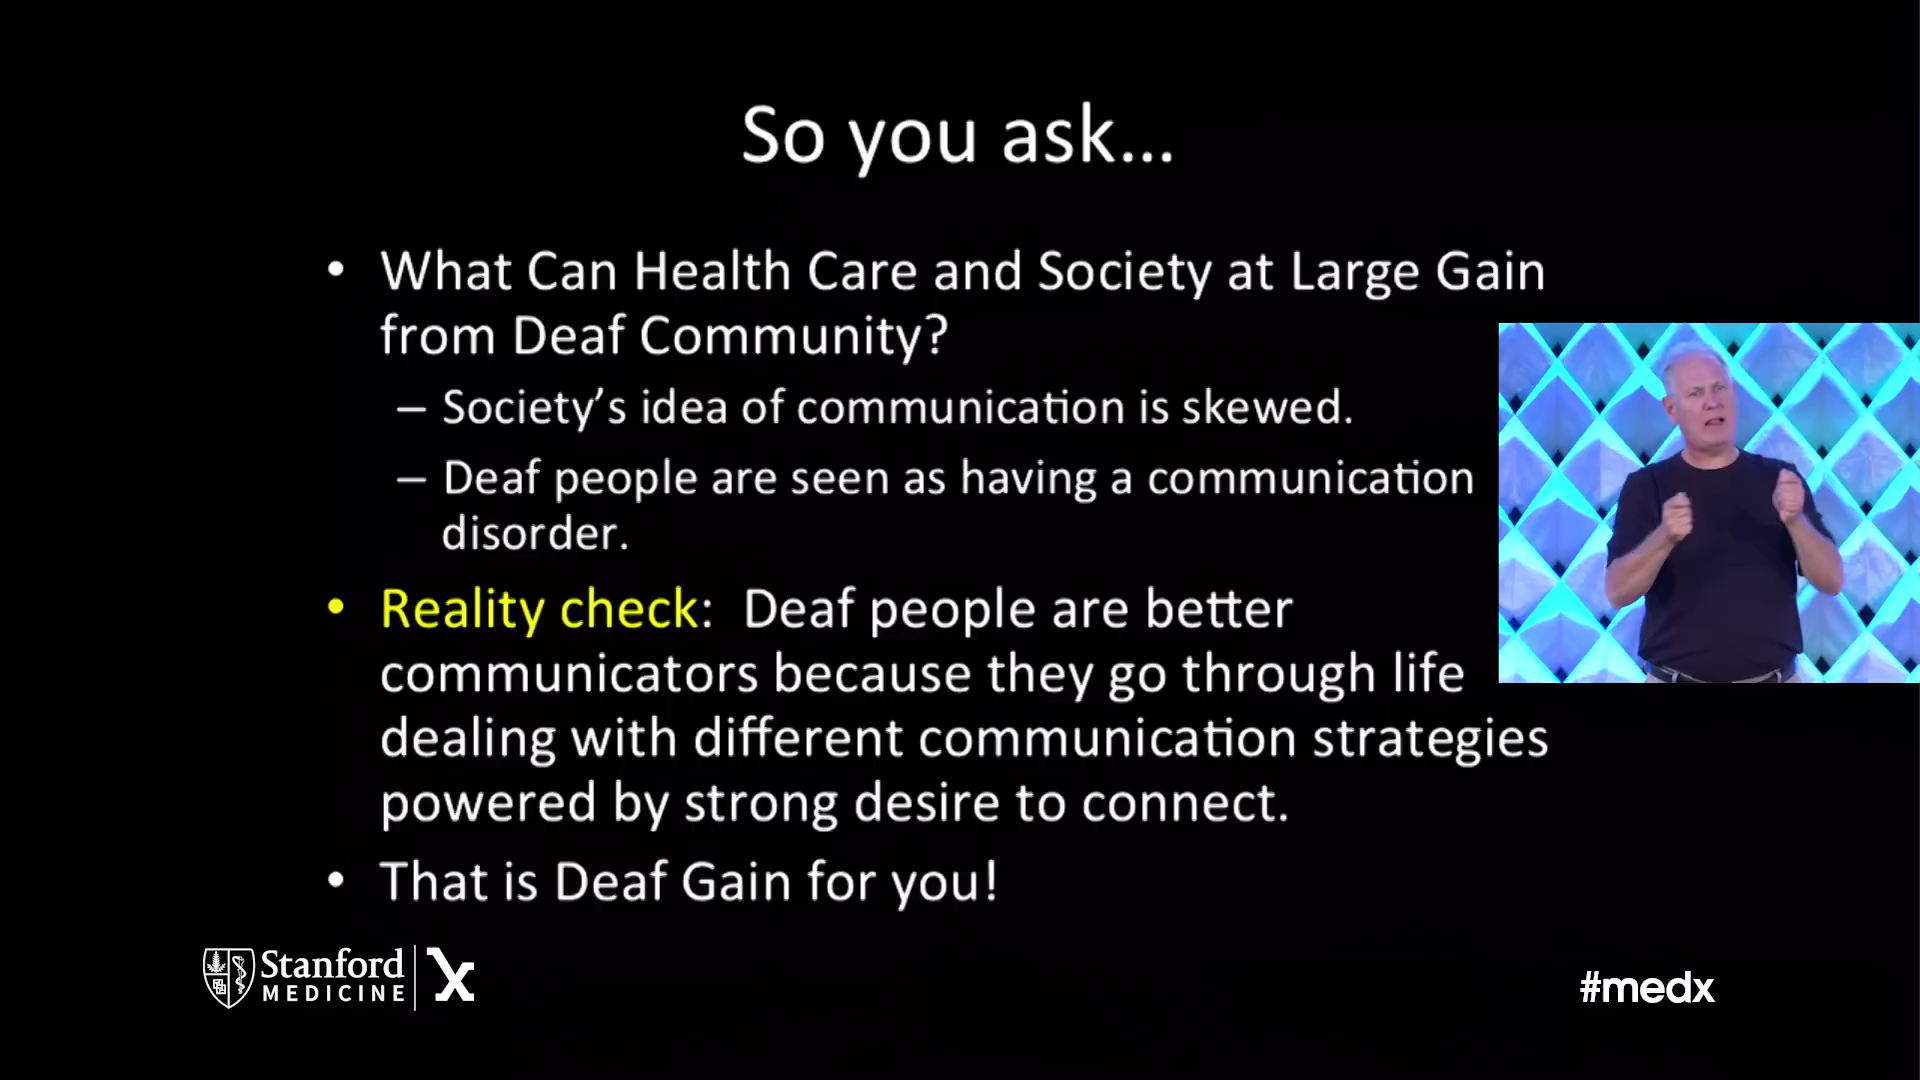 So you ask...
• What Can Health Care and Society at Large Gain
from Deaf Community?
– Society’s idea of communication is skewed.
– Deaf people are seen as having a communication
disorder.
• Reality check:  Deaf people are better
communicators because they go through life
dealing with different communication strategies
powered by strong desire to connect.
• That is Deaf Gain for you!
Stanford
MEDICINE
X
#medx